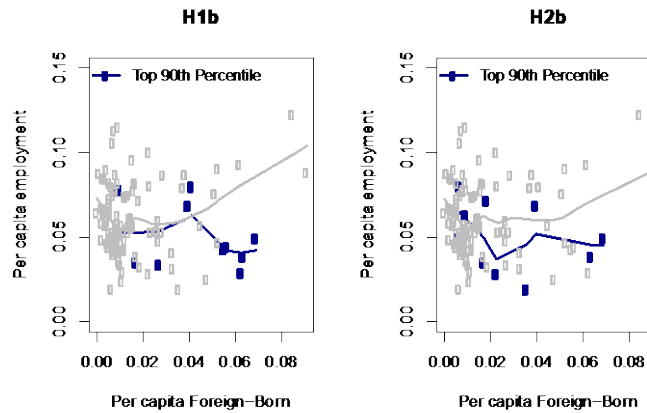 H1b
Top 90th Percentile
Per capita employment
0.00 0.05 0.10 0.15
0.00 0.02 0.04 0.06 0.08
Per capita Foreign-Born
H2b
Top 90th Percentile
Per capita employment
0.00 0.05 0.10 0.15
0.00 0.02 0.04 0.06 0.08
Per capita Foreign-Born